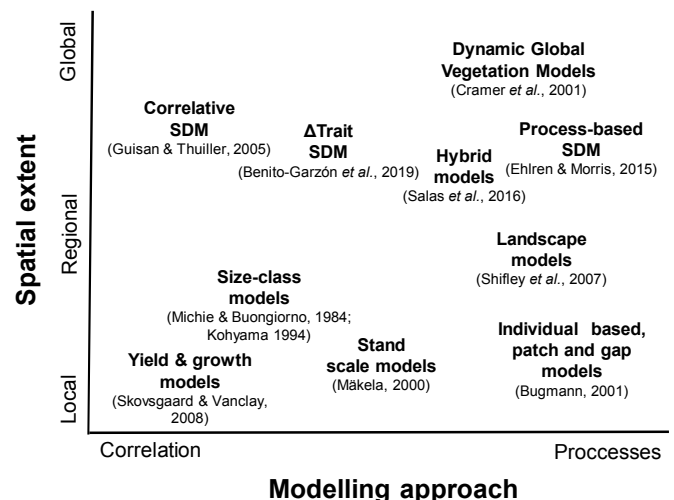 Global
Dynamic Global
Vegetation Models
(Cramer et al., 2001)
Correlative
SDM
(Guisan & Thuiller, 2005)
ΔTrait
SDM
(Benito-Garzón et al., 2019)
Process-based
SDM
(Ehlren & Morris, 2015)
Hybrid
models
(Salas et al., 2016)
Spatial extent
Regional
Landscape
models
(Shifley et al., 2007)
Size-class
models
(Michie & Buongiorno, 1984;
Kohyama 1994)
Individual based,
patch and gap
models
(Bugmann, 2001)
Stand
scale models
(Mäkela, 2000)
Yield & growth
models
(Skovsgaard & Vanclay,
2008)
Local
Correlation
Proccesses
Modelling approach